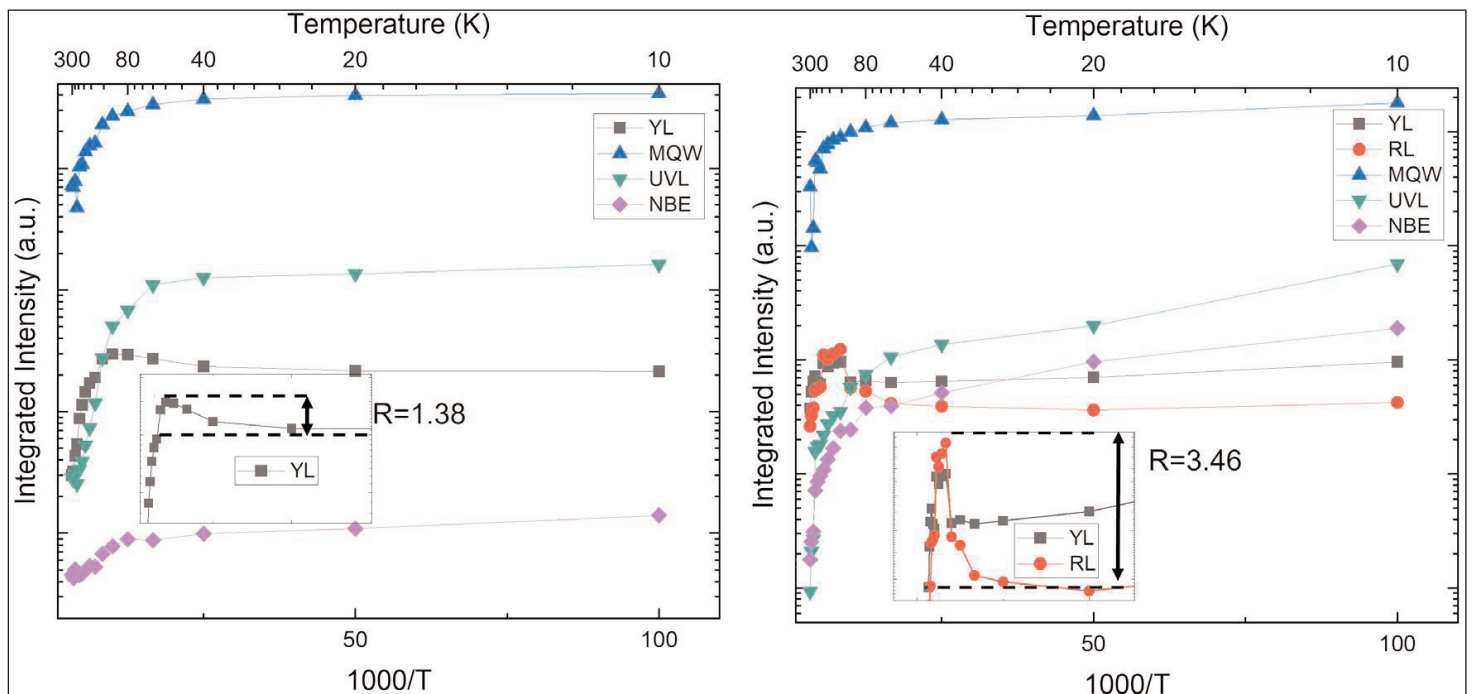 Temperature (K)
300 80 40 20 10
YL
MQW
UVL
NBE
R=1.38
YL
Integrated Intensity (a.u.)
50 100
1000/T
Temperature (K)
300 80 40 20 10
YL
RL
MQW
UVL
NBE
R=3.46
YL
RL
Integrated Intensity (a.u.)
50 100
1000/T